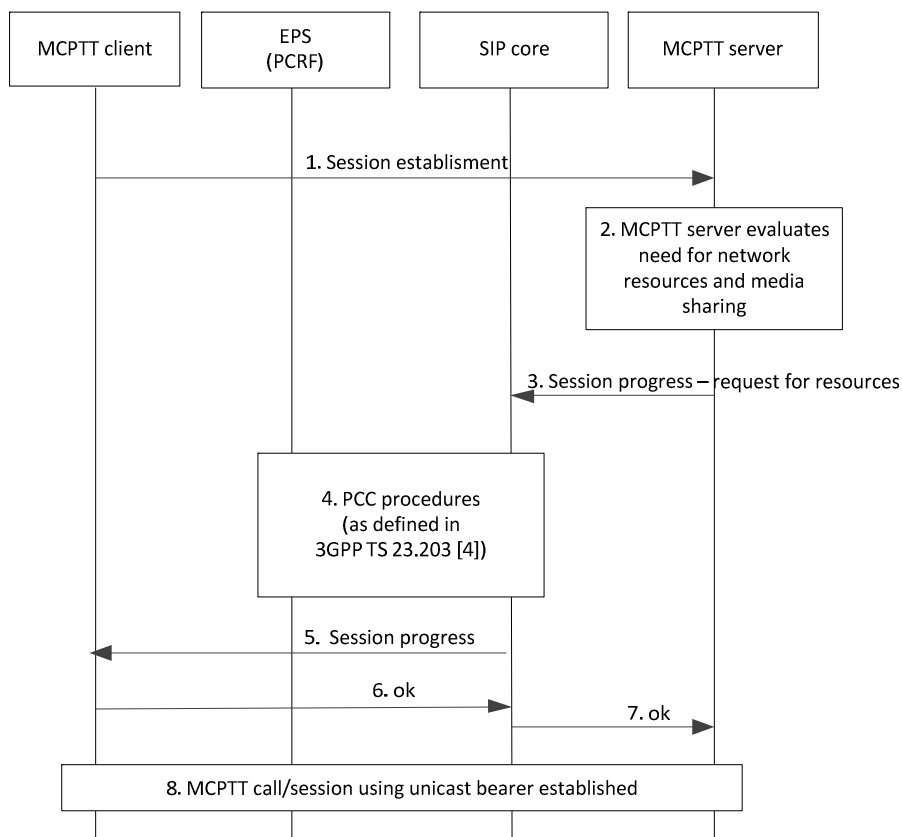 MCPTT client
EPS
(PCRF)
SIP core
MCPTT server
1. Session establisment
2. MCPTT server evaluates
need for network
resources and media
sharing
3. Session progress – request for resources
4. PCC procedures
(as defined in
3GPP TS 23.203 [4])
5. Session progress
6. ok
7. ok
8. MCPTT call/session using unicast bearer established